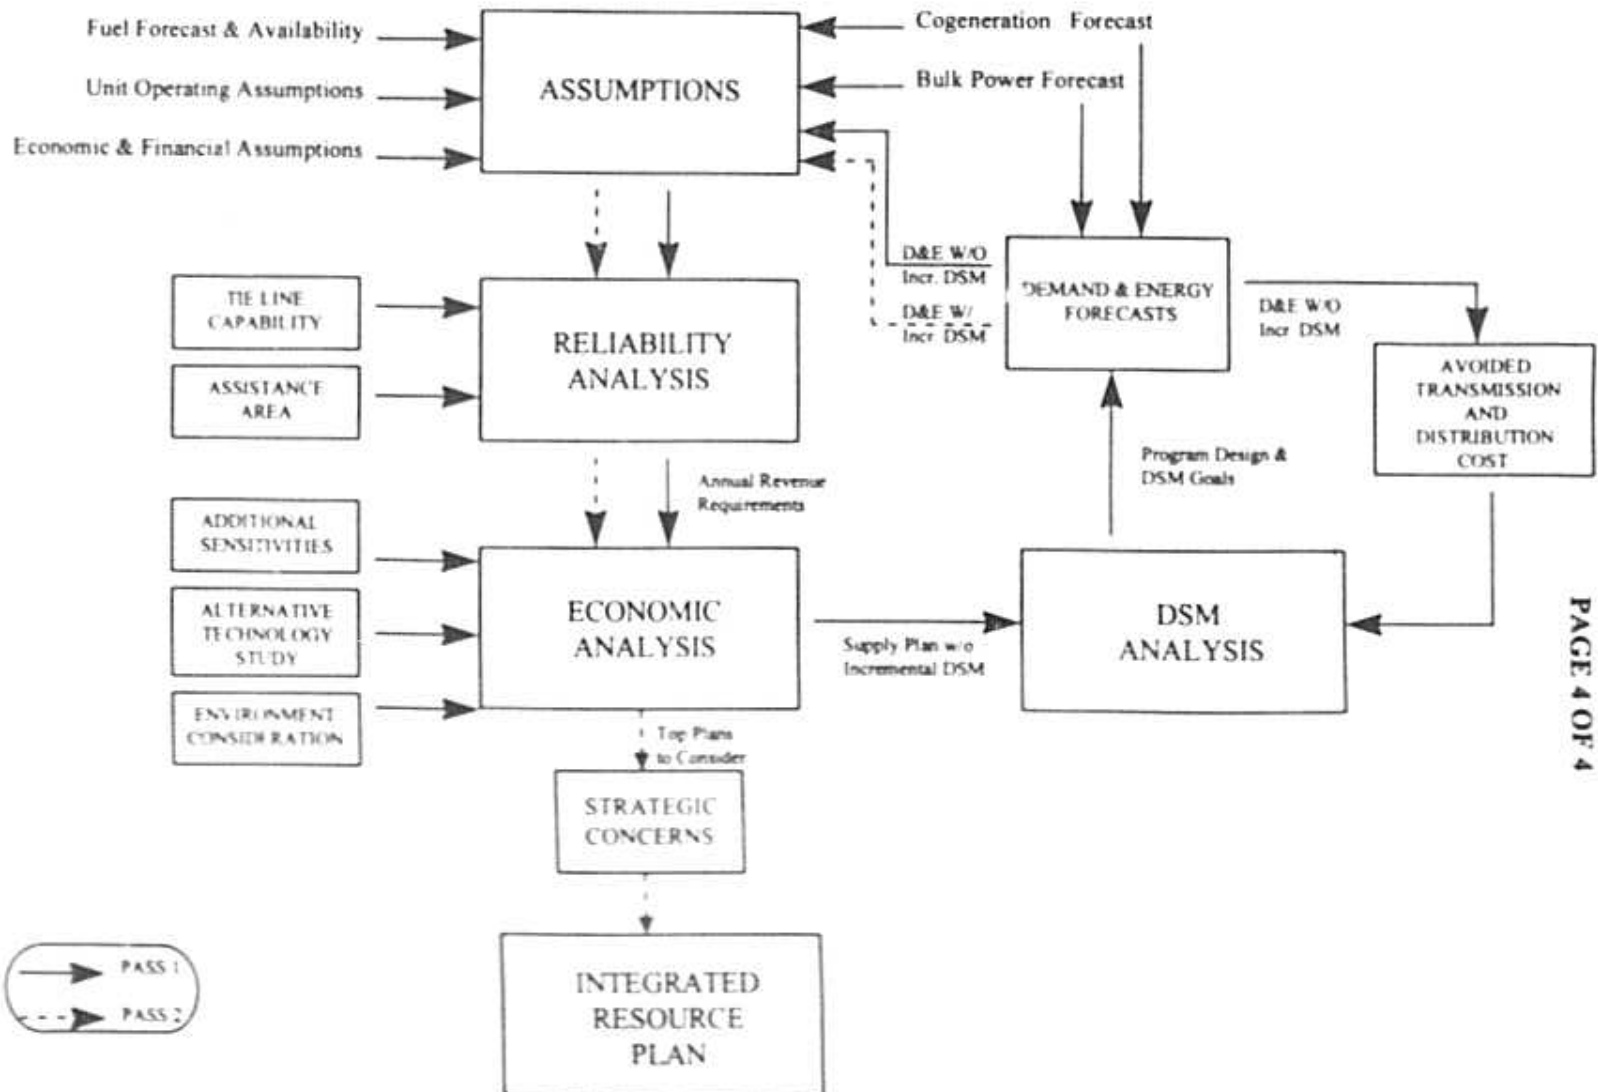 Fuel Forecast & Availability
Unit Operating Assumptions
Economic & Financial Assumptions
ASSUMPTIONS
Cogeneration Forecast
Bulk Power Forecast
D&E W/O
Incr. DSM
D&E W/
Incr DSM
DEMAND & ENERGY
FORECASTS
D&E W/O
Incr DSM
AVOIDED
TRANSMISSION
AND
DISTRIBUTION
COST
TIE LINE
CAPABILITY
ASSISTANCE
AREA
RELIABILITY
ANALYSIS
Annual Revenue
Requirements
Program Design &
DSM Goals
ADDITIONAL
SENSITIVITIES
ALTERNATIVE
TECHNOLOGY
STUDY
ENVIRONMENT
CONSIDERATION
ECONOMIC
ANALYSIS
Supply Plan w/o
Incremental DSM
DSM
ANALYSIS
Top Plans
to Consider
STRATEGIC
CONCERNS
INTEGRATED
RESOURCE
PLAN
PASS 1
PASS 2
PAGE 4 OF 4